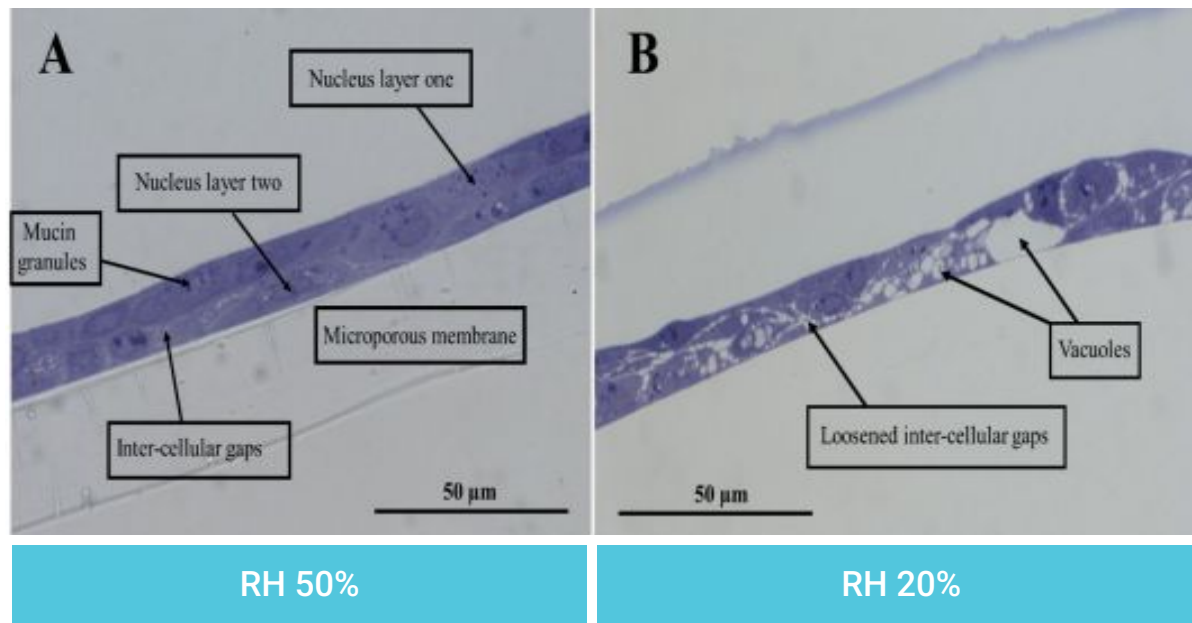 A
Nucleus layer one
Nucleus layer two
Mucin
granules
Microporous membrane
Inter-cellular gaps
50 µm
RH 50%
B
Vacuoles
Loosened inter-cellular gaps
50 µm
RH 20%